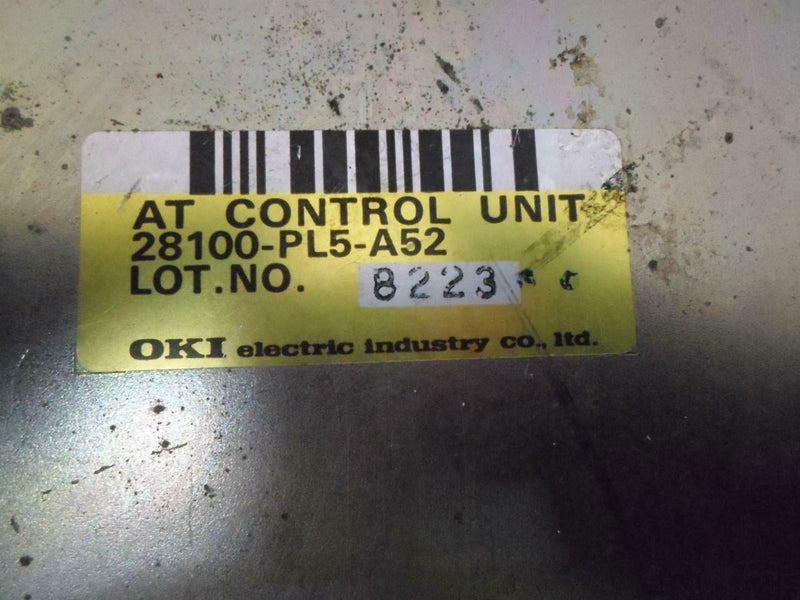 AT CONTROL UNIT
28100-PL5-A52
LOT.NO. 8223
OKI electric industry co., ltd.